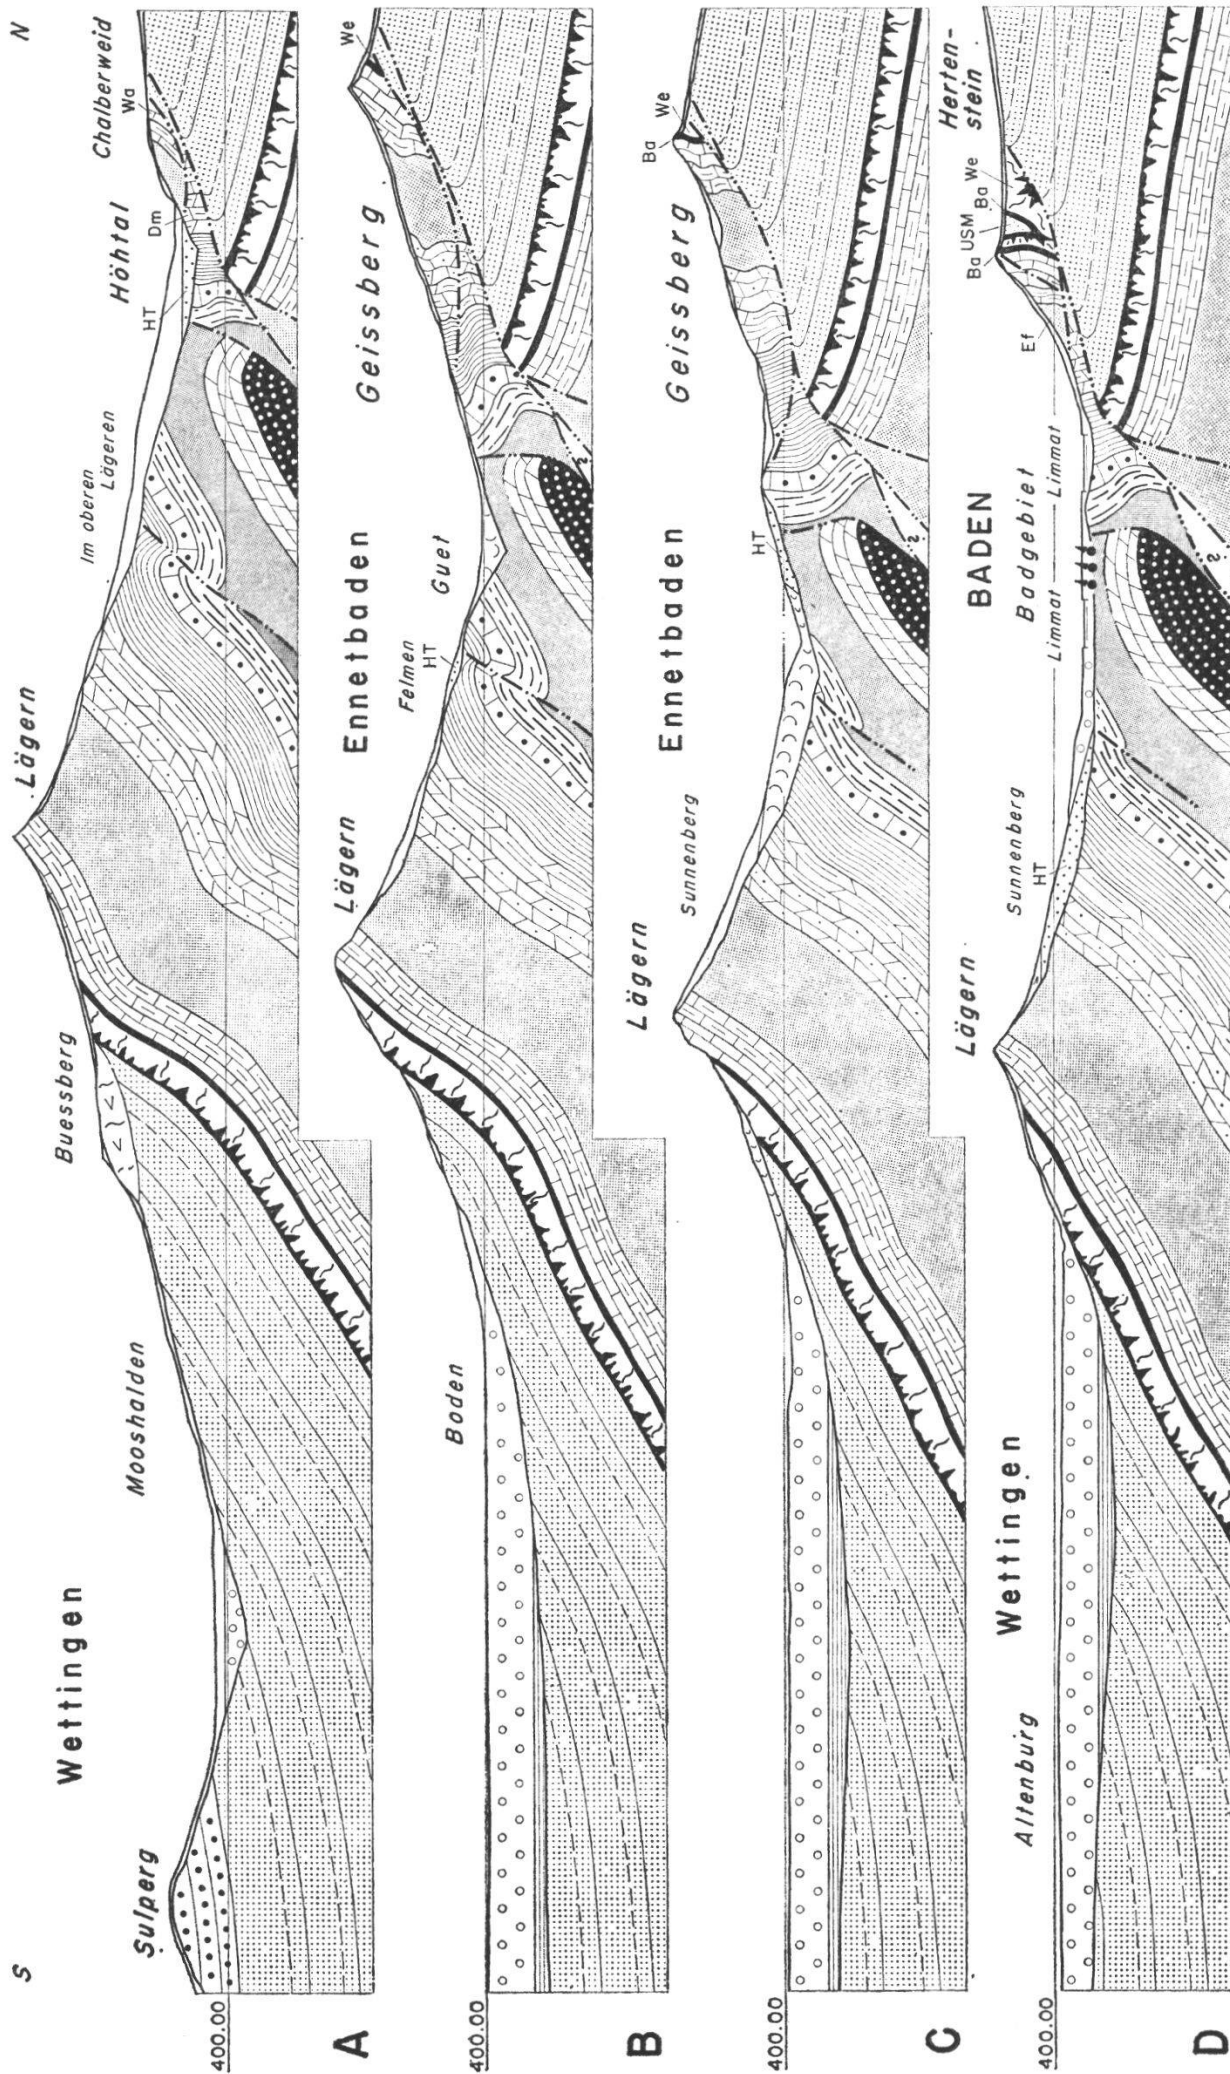 S
N
Wettingen
Sulperg
Mooshalden
Buessberg
Lägern
Im oberen
Lägeren
Höhtal
HT
Dm
Chalberweid
Wa
400.00
A
Boden
Lägern
Ennetbaden
Felmen
HT
Guet
Geissberg
We
?
400.00
B
Lägern
Sunnenberg
Ennetbaden
HT
Geissberg
Ba
We
400.00
C
Altenburg
Wettingen
Lägern
Sunnenberg
HT
BADEN
Badgebiet
Limmat
Limmat
Ef
Ba
USM
Ba
We
Herten-
stein
?
400.00
D